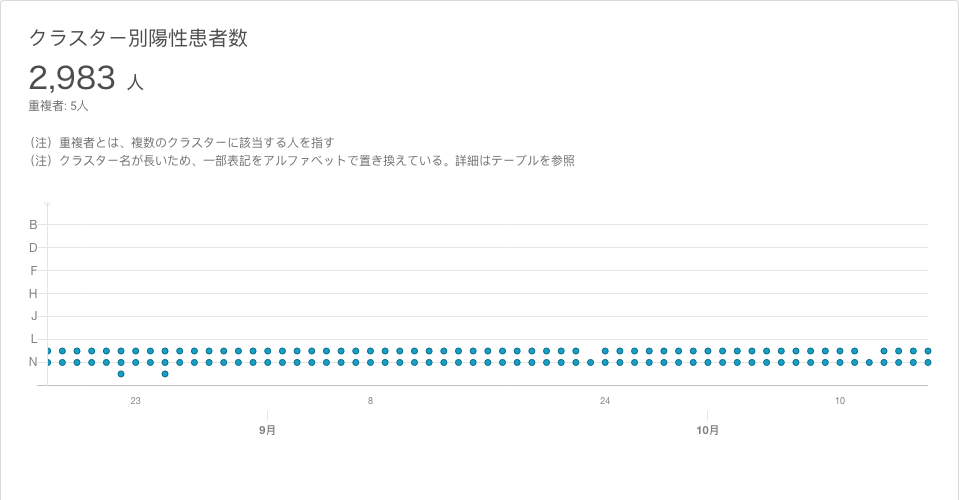 クラスター別陽性患者数
2,983 人
重複者: 5人
（注）重複者とは、複数のクラスターに該当する人を指す
（注）クラスター名が長いため、一部表記をアルファベットで置き換えている。詳細はテーブルを参照
B
D
F
H
J
L
N
23 8 24 10
9月 10月